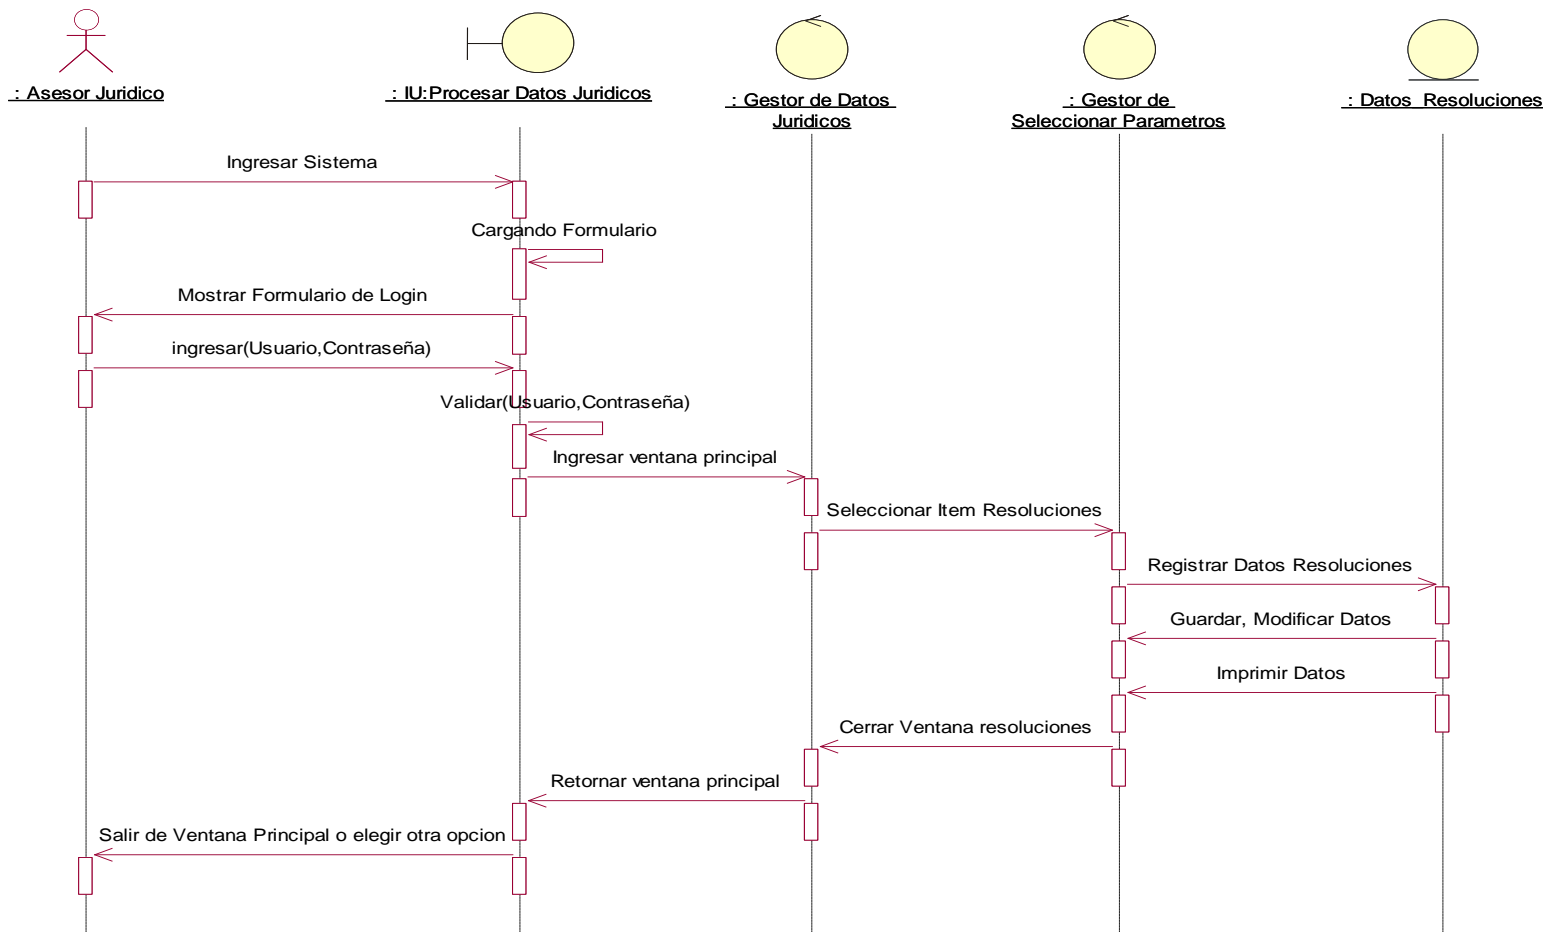 : Asesor Juridico
: IU:Procesar Datos Juridicos
: Gestor de Datos
Juridicos
: Gestor de
Seleccionar Parametros
: Datos_Resoluciones
Ingresar Sistema
Cargando Formulario
Mostrar Formulario de Login
ingresar(Usuario,Contraseña)
Validar(Usuario,Contraseña)
Ingresar ventana principal
Seleccionar Item Resoluciones
Registrar Datos Resoluciones
Guardar, Modificar Datos
Imprimir Datos
Cerrar Ventana resoluciones
Retornar ventana principal
Salir de Ventana Principal o elegir otra opcion